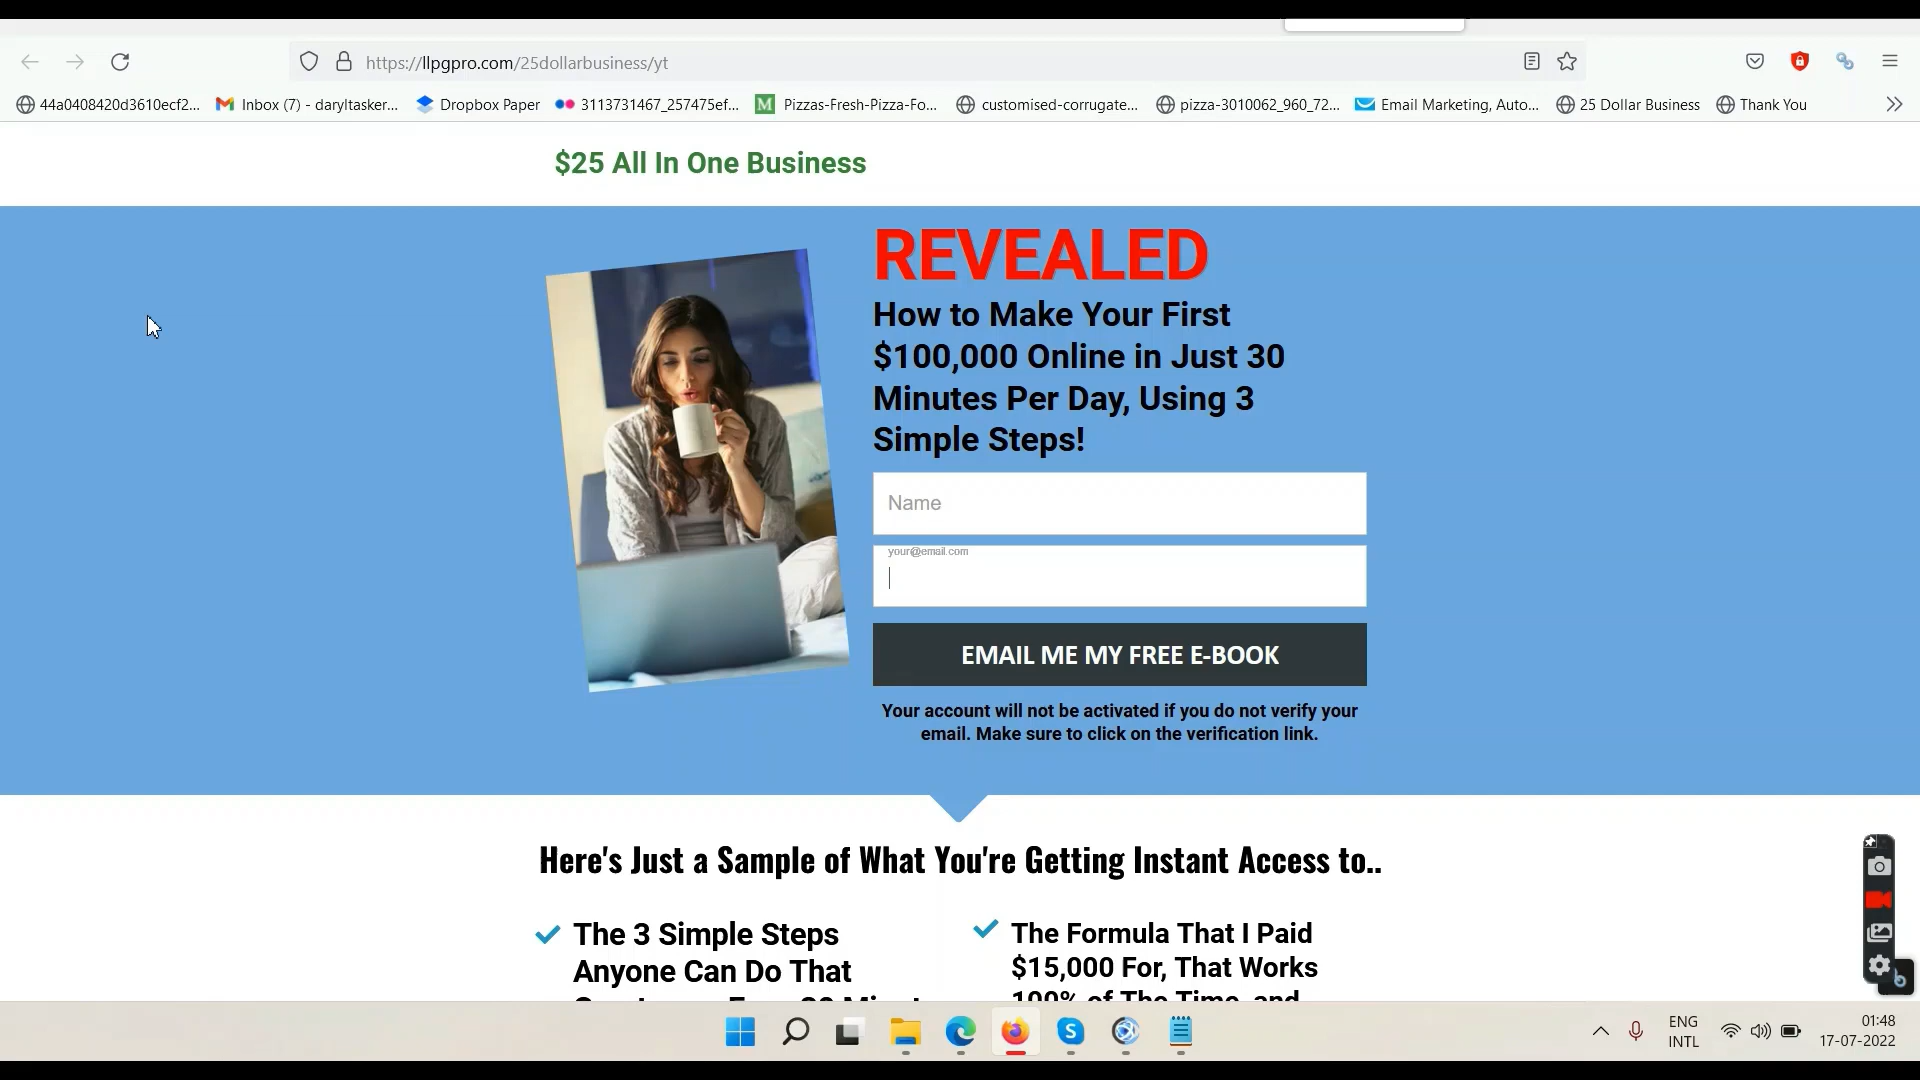 https://llpgpro.com/25dollarbusiness/yt
44a0408420d3610ecf2... Inbox (7) - daryltasker... Dropbox Paper 3113731467_257475ef... M Pizzas-Fresh-Pizza-Fo... customised-corrugate... pizza-3010062_960_72... Email Marketing, Auto... 25 Dollar Business Thank You
$25 All In One Business
REVEALED
How to Make Your First
$100,000 Online in Just 30
Minutes Per Day, Using 3
Simple Steps!
Name
your@email.com
EMAIL ME MY FREE E-BOOK
Your account will not be activated if you do not verify your
email. Make sure to click on the verification link.
Here's Just a Sample of What You're Getting Instant Access to..
The 3 Simple Steps
Anyone Can Do That
The Formula That I Paid
$15,000 For, That Works
100% of The Time, and
ENG
INTL
01:48
17-07-2022